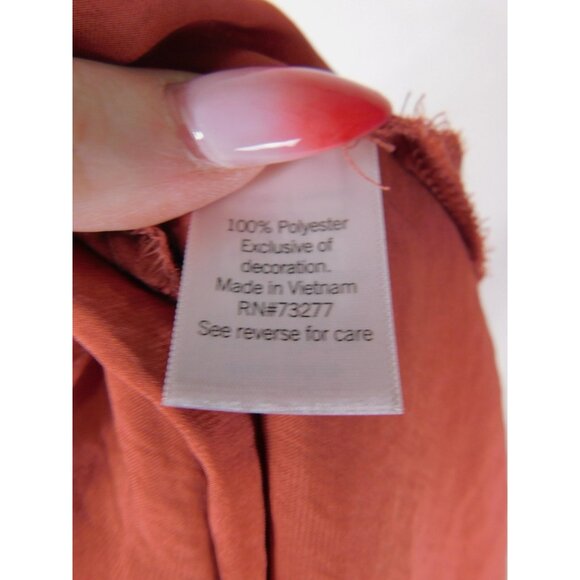 100% Polyester
Exclusive of
decoration.
Made in Vietnam
RN#73277
See reverse for care